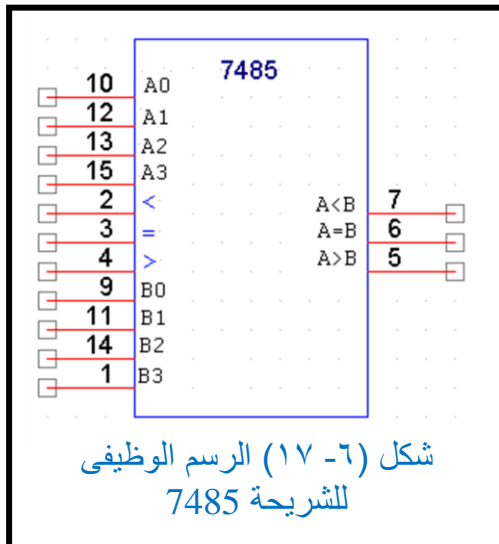 7485
10 A0
12 A1
13 A2
15 A3
2 <
3 =
4 >
9 B0
11 B1
14 B2
1 B3
A<B 7
A=B 6
A>B 5
شكل (٦- ١٧) الرسم الوظيفى
للشريحة 7485